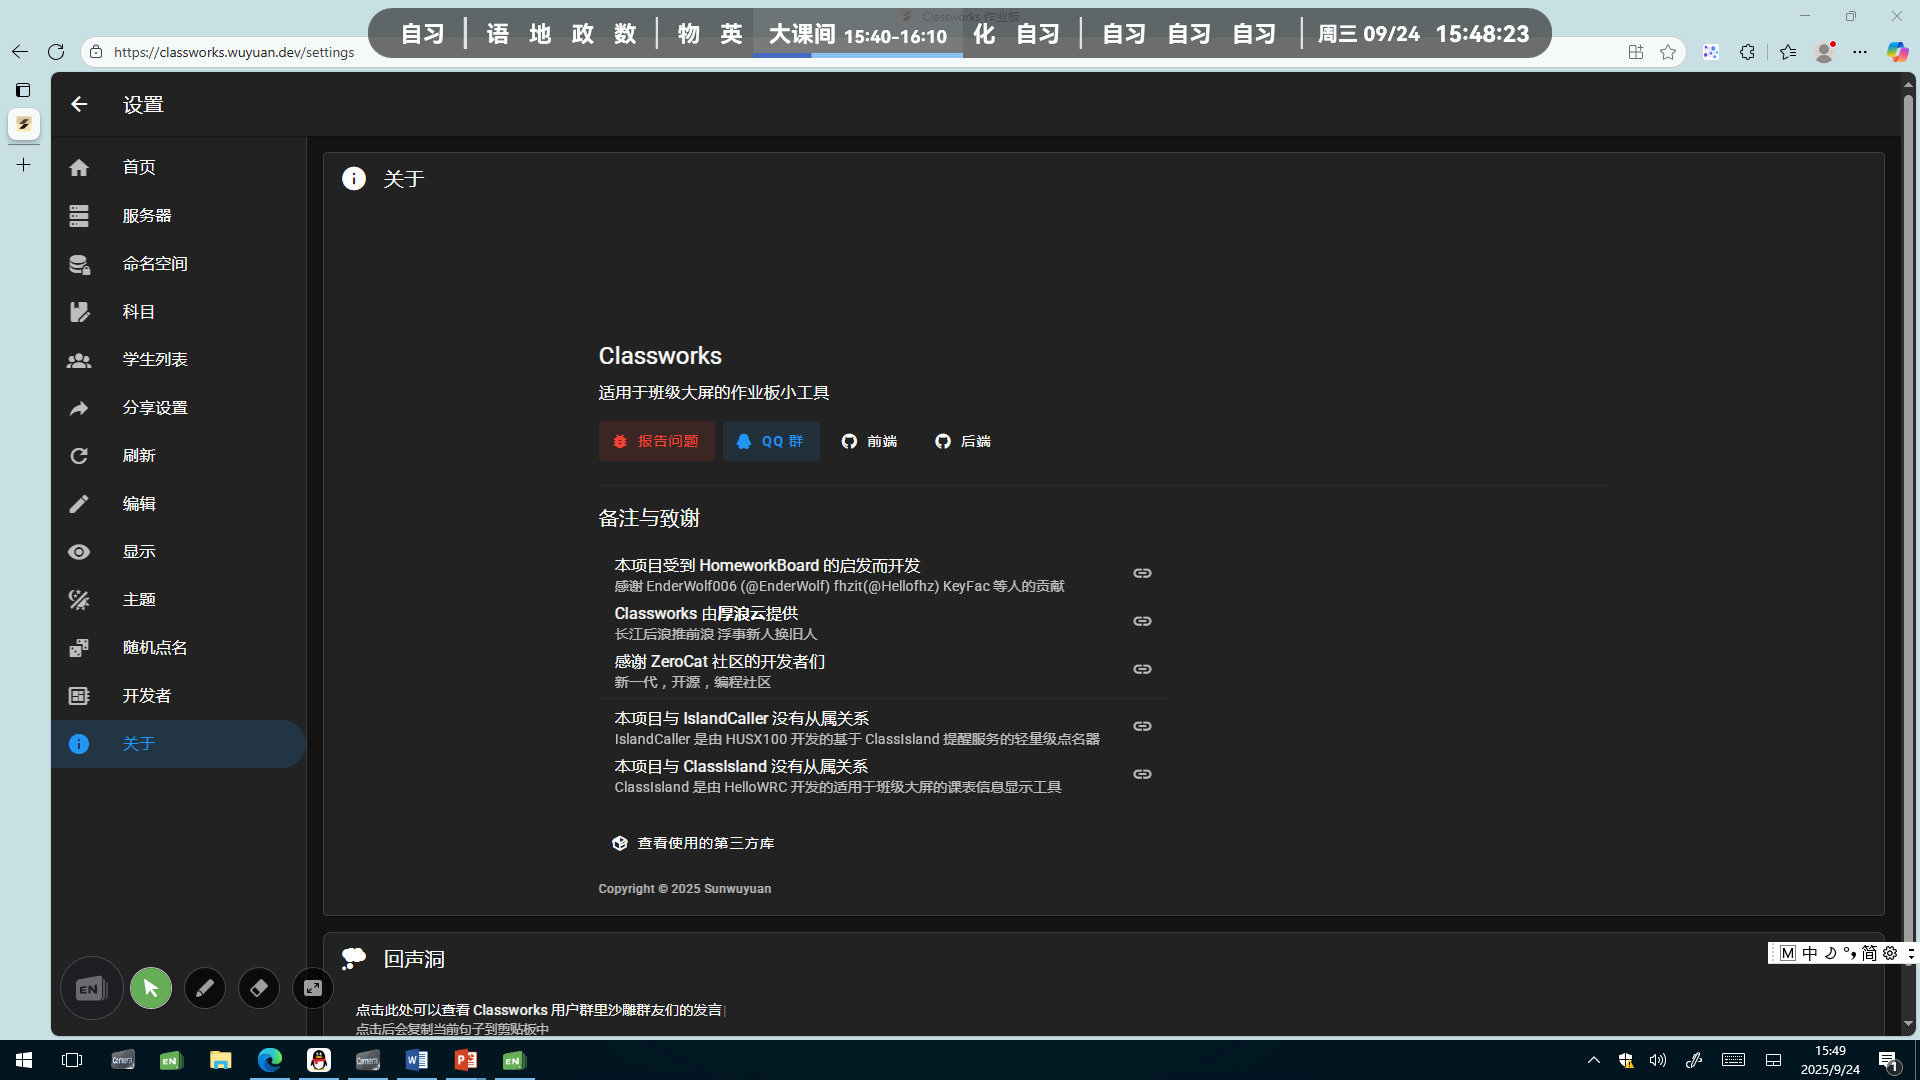 Classworks 作业板
自习 | 语 地 政 数 | 物 英 大课间 15:40-16:10 化 自习 | 自习 自习 自习 | 周三 09/24 15:48:23
https://classworks.wuyuan.dev/settings
设置
首页
服务器
命名空间
科目
学生列表
分享设置
刷新
编辑
显示
主题
随机点名
开发者
关于
关于
Classworks
适用于班级大屏的作业板小工具
报告问题 QQ 群 前端 后端
备注与致谢
本项目受到 HomeworkBoard 的启发而开发
感谢 EnderWolf006 (@EnderWolf) fhzit(@Hellofhz) KeyFac 等人的贡献
Classworks 由厚浪云提供
长江后浪推前浪 浮事新人换旧人
感谢 ZeroCat 社区的开发者们
新一代，开源，编程社区
本项目与 IslandCaller 没有从属关系
IslandCaller 是由 HUSX100 开发的基于 ClassIsland 提醒服务的轻量级点名器
本项目与 ClassIsland 没有从属关系
ClassIsland 是由 HelloWRC 开发的适用于班级大屏的课表信息显示工具
查看使用的第三方库
Copyright © 2025 Sunwuyuan
回声洞
点击此处可以查看 Classworks 用户群里沙雕群友们的发言|
点击后会复制当前句子到剪贴板中
EN
M 中 简
Camera EN Camera EN
15:49
2025/9/24
1